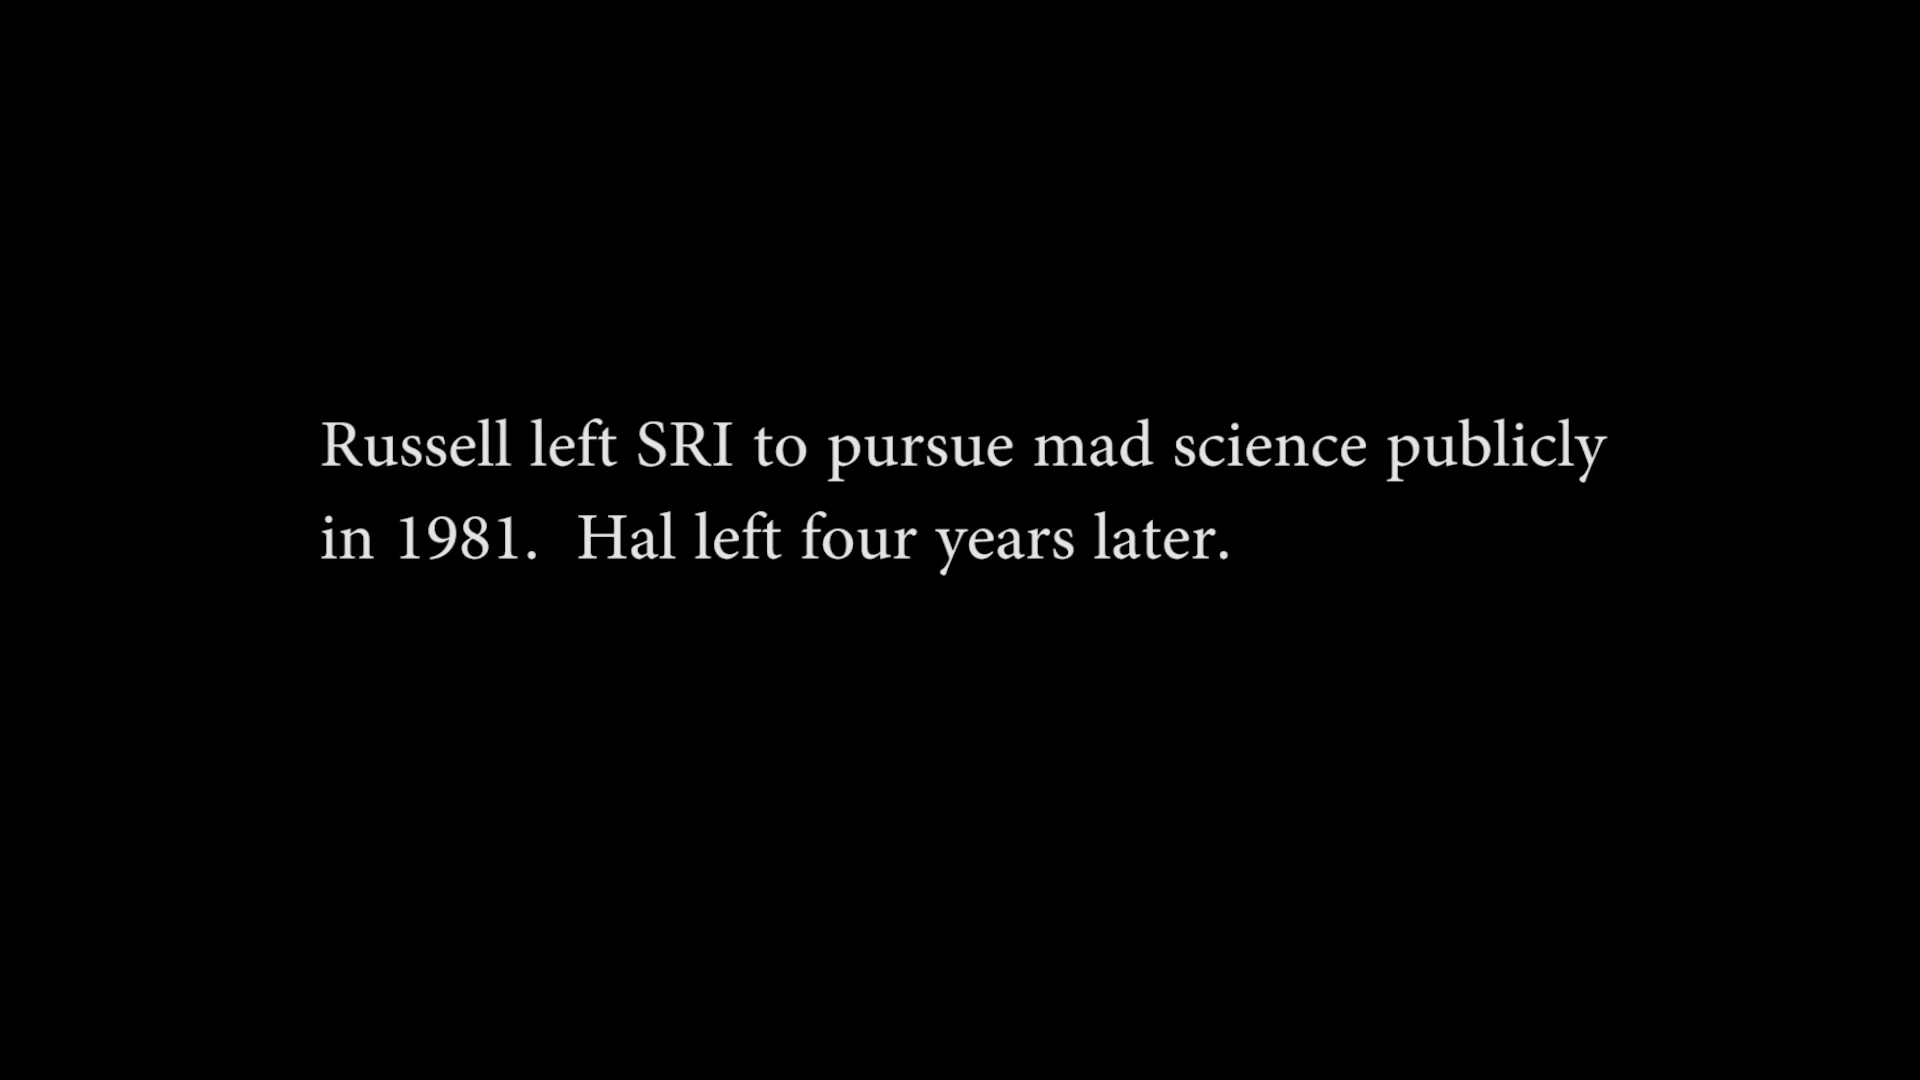 Russell left SRI to pursue mad science publicly
in 1981.  Hal left four years later.